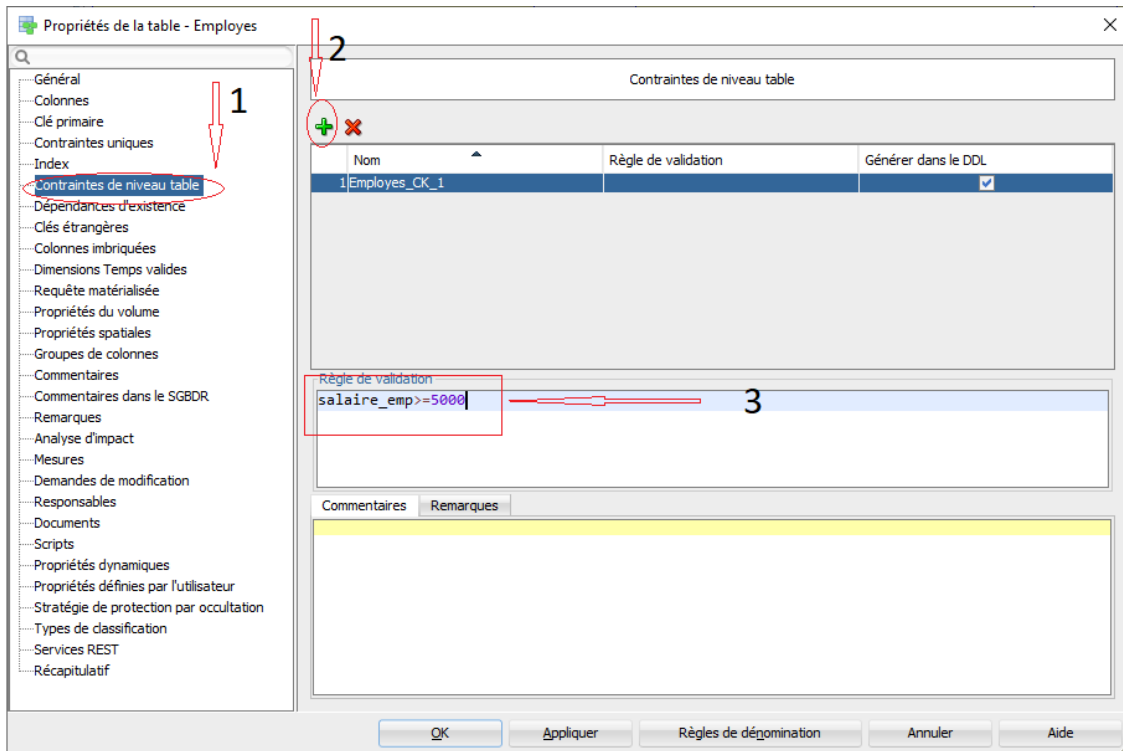 Propriétés de la table - Employes
2
Général
Colonnes
1
Clé primaire
Contraintes uniques
Index
Contraintes de niveau table
Dépendances d'existence
Clés étrangères
Colonnes imbriquées
Dimensions Temps valides
Requête matérialisée
Propriétés du volume
Propriétés spatiales
Groupes de colonnes
Commentaires
Commentaires dans le SGBDR
Remarques
Analyse d'impact
Mesures
Demandes de modification
Responsables
Documents
Scripts
Propriétés dynamiques
Propriétés définies par l'utilisateur
Stratégie de protection par occultation
Types de classification
Services REST
Récapitulatif
Contraintes de niveau table
Nom Règle de validation Générer dans le DDL
1 Employes_CK_1
Règle de validation
salaire_emp>=5000
3
Commentaires Remarques
OK Appliquer Règles de dénomination Annuler Aide